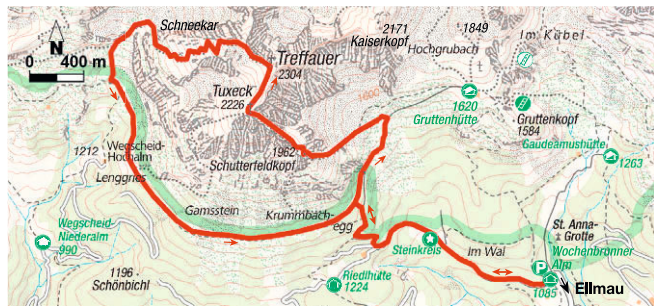 Schneekar
N
0 400 m
Treffauer
2304
2171
Kaiserkopf
1849
Hochgrubach
Im Kübel
Tuxeck
2226
1600
1620
Gruttenhütte
Gruttenkopf
1584
Gaudeamushütte
1263
1212
Wegscheid-
Hochalm
Lenggries
1962
Schutterfeldkopf
Gamsstein
Krummbach-
egg
Wegscheid-
Niederalm
990
1196
Schönbichl
Steinkreis
Im Wal
St. Anna-
Grotte
Wochenbrunner
Alm
P
1085
Ellmau
Riedlhütte
1224